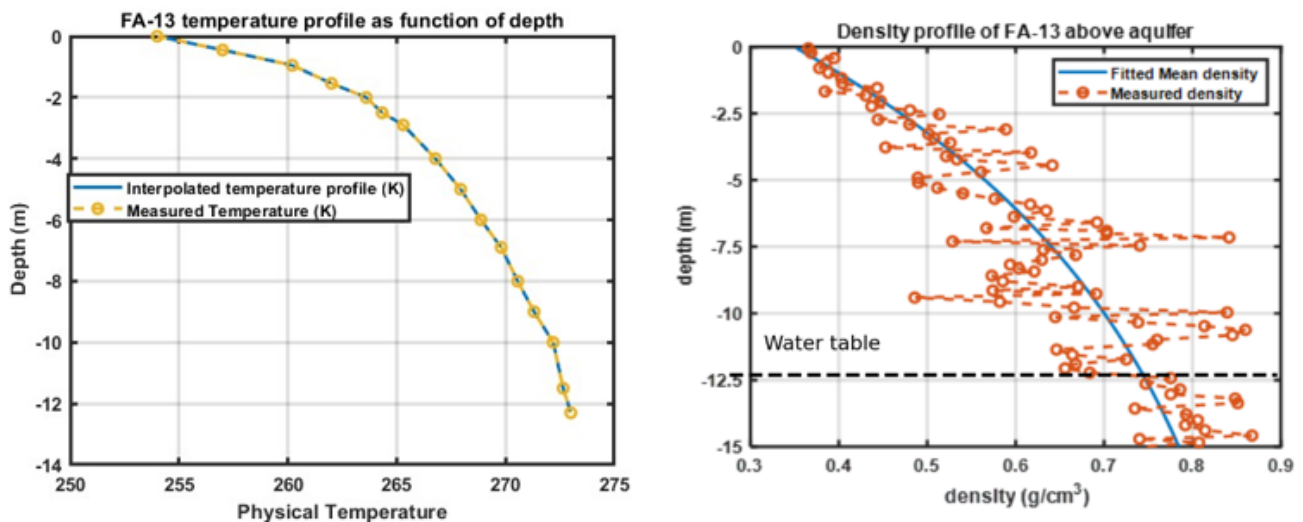 FA-13 temperature profile as function of depth
0
-2
-4
-6
-8
-10
-12
-14
250
255
260
265
270
275
Depth (m)
Physical Temperature
Interpolated temperature profile (K)
Measured Temperature (K)
Density profile of FA-13 above aquifer
0
-2.5
-5
-7.5
-10
-12.5
-15
0.3
0.4
0.5
0.6
0.7
0.8
0.9
depth (m)
density (g/cm³)
Fitted Mean density
Measured density
Water table